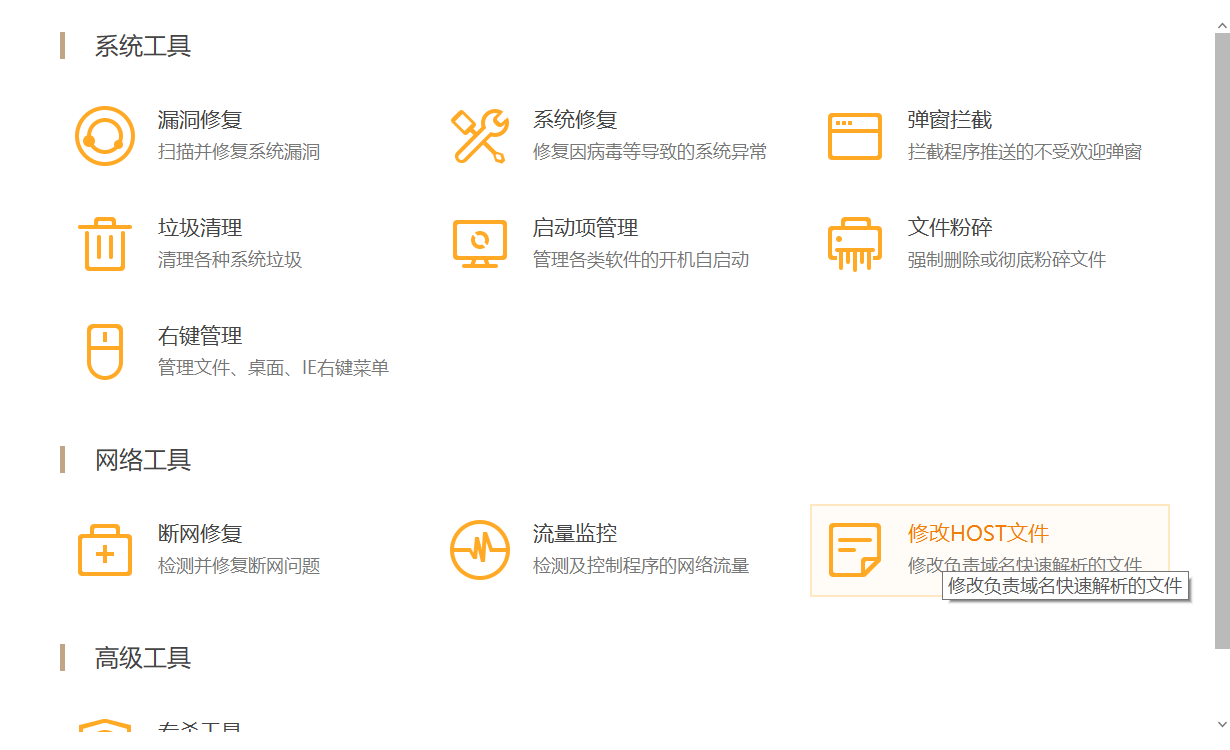 系统工具
漏洞修复
扫描并修复系统漏洞
系统修复
修复因病毒等导致的系统异常
弹窗拦截
拦截程序推送的不受欢迎弹窗
垃圾清理
清理各种系统垃圾
启动项管理
管理各类软件的开机自启动
文件粉碎
强制删除或彻底粉碎文件
右键管理
管理文件、桌面、IE右键菜单
网络工具
断网修复
检测并修复断网问题
流量监控
检测及控制程序的网络流量
修改HOST文件
修改负责域名快速解析的文件
修改负责域名快速解析的文件
高级工具
专杀工具